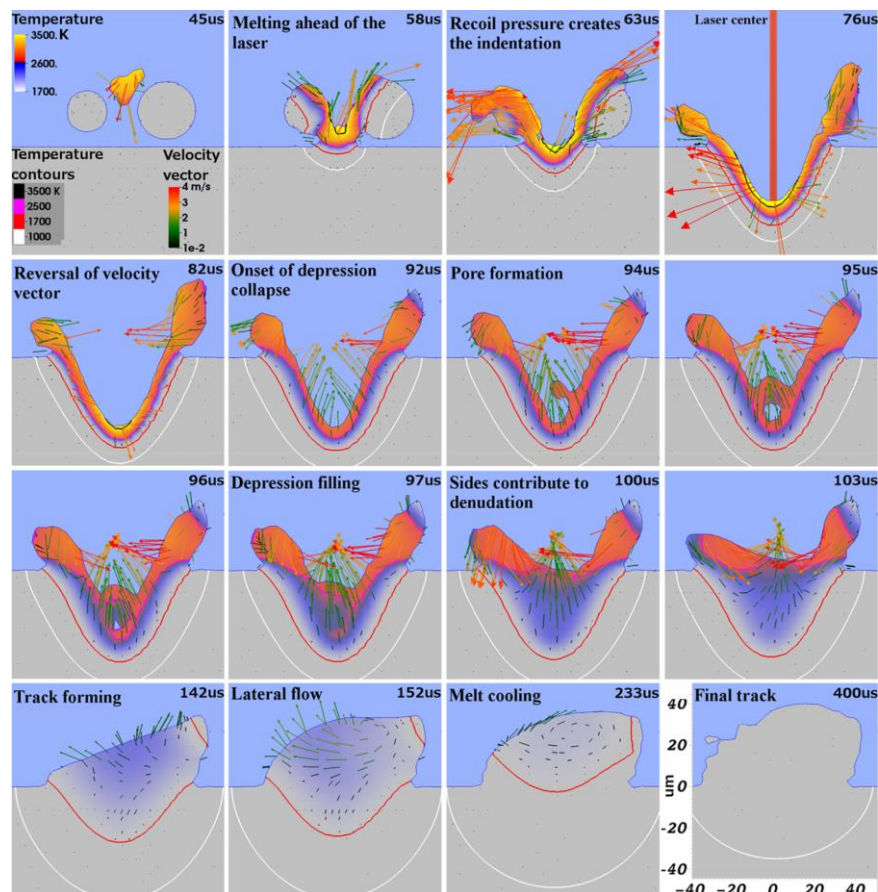 Temperature 45us
3500. K
2600.
1700.
Temperature
contours
3500 K
2500
1700
1000
Velocity
vector
4 m/s
3
2
1e-2
Melting ahead of the 58us
laser
Recoil pressure creates 63us
the indentation
Laser center 76us
Reversal of velocity 82us
vector
Onset of depression 92us
collapse
Pore formation 94us
95us
96us
Depression filling 97us
Sides contribute to 100us
denudation
103us
Track forming 142us
Lateral flow 152us
Melt cooling 233us
Final track 400us
40
20
0
-20
-40
um
-40 -20 0 20 40